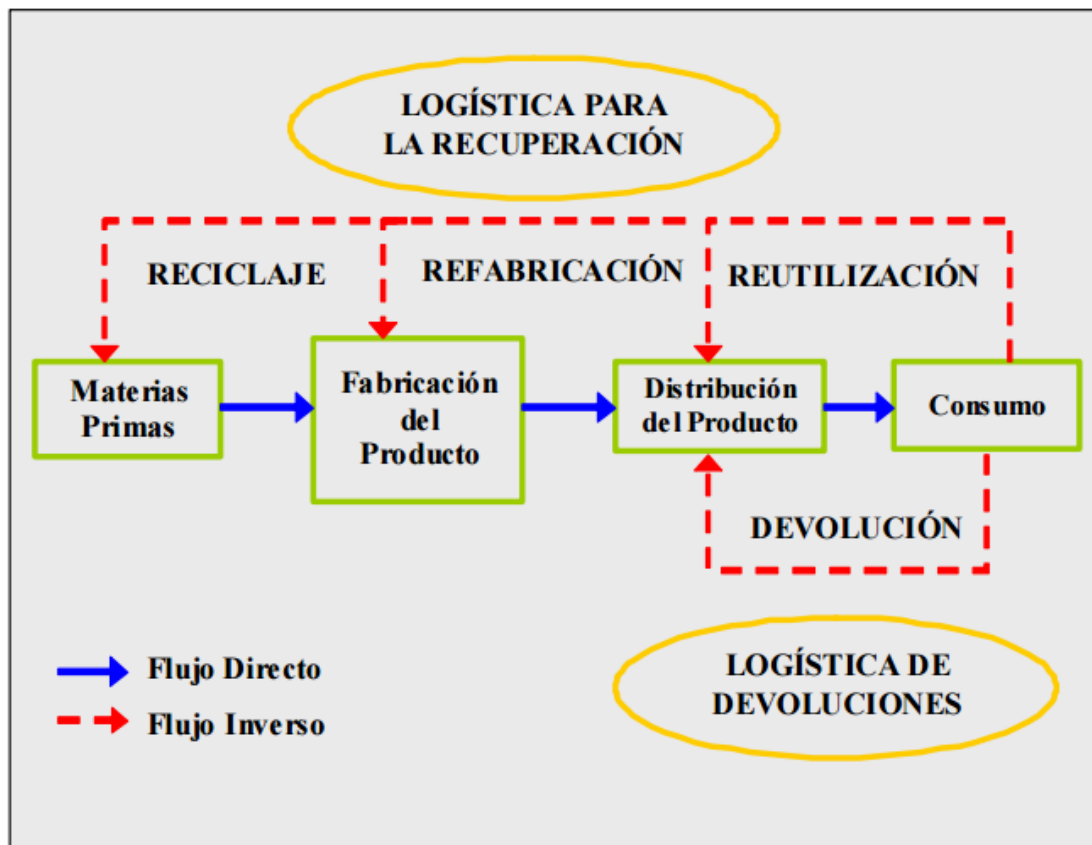 LOGÍSTICA PARA
LA RECUPERACIÓN
RECICLAJE
REFABRICACIÓN
REUTILIZACIÓN
Materias
Primas
Fabricación
del
Producto
Distribución
del Producto
Consumo
DEVOLUCIÓN
Flujo Directo
Flujo Inverso
LOGÍSTICA DE
DEVOLUCIONES